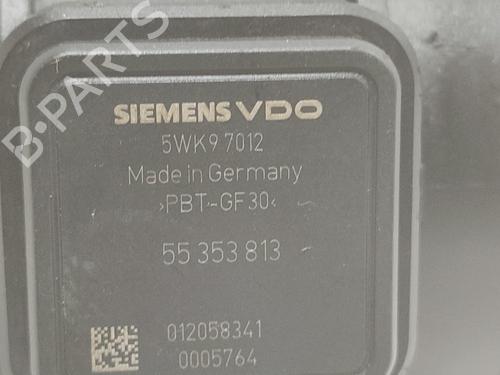 B-PARTS
SIEMENS VDO
5WK9 7012
Made in Germany
>PBT-GF30<
55 353 813
012058341
0005764